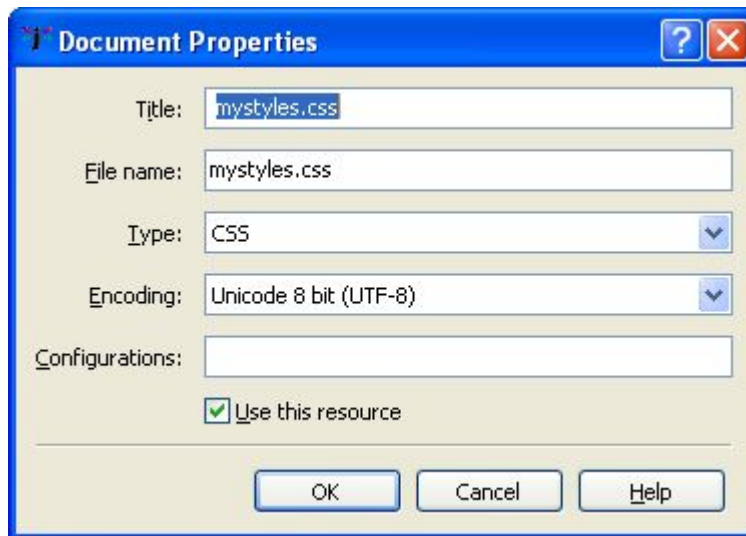 Document Properties
Title: mystyles.css
File name: mystyles.css
Type: CSS
Encoding: Unicode 8 bit (UTF-8)
Configurations:
Use this resource
OK Cancel Help